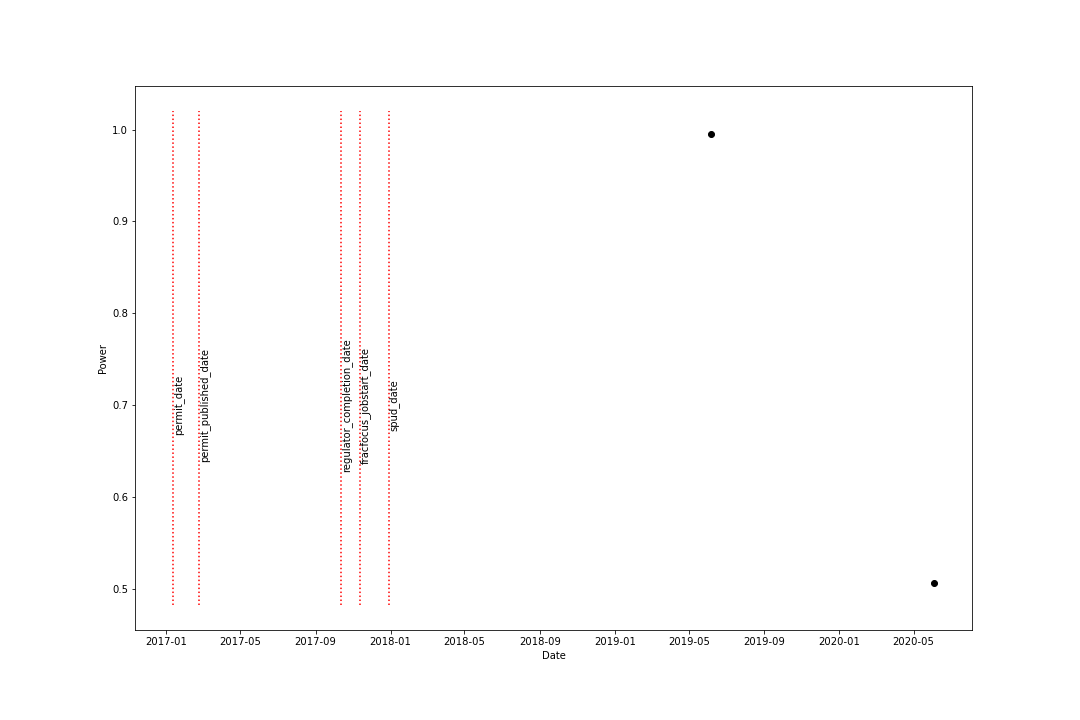 1.0
0.9
0.8
0.7
0.6
0.5
Power
permit_date
permit_published_date
regulator_completion_date
fracfocus_jobstart_date
spud_date
2017-01
2017-05
2017-09
2018-01
2018-05
2018-09
2019-01
2019-05
2019-09
2020-01
2020-05
Date